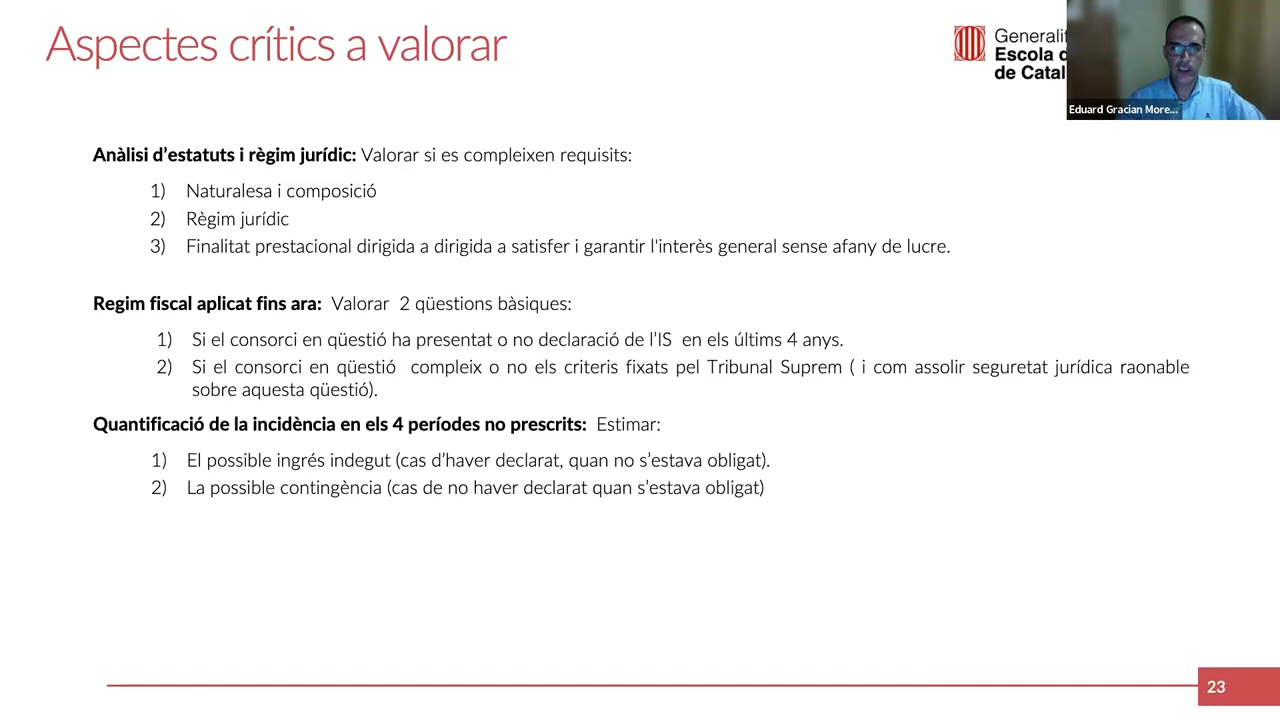 Aspectes crítics a valorar
Generalit
Escola d
de Catal
Eduard Gracian More...
Anàlisi d'estatuts i règim jurídic: Valorar si es compleixen requisits:
1) Naturalesa i composició
2) Règim jurídic
3) Finalitat prestacional dirigida a dirigida a satisfer i garantir l'interès general sense afany de lucre.
Regim fiscal aplicat fins ara: Valorar 2 qüestions bàsiques:
1) Si el consorci en qüestió ha presentat o no declaració de l'IS en els últims 4 anys.
2) Si el consorci en qüestió compleix o no els criteris fixats pel Tribunal Suprem ( i com assolir seguretat jurídica raonable
sobre aquesta qüestió).
Quantificació de la incidència en els 4 períodes no prescrits: Estimar:
1) El possible ingrés indegut (cas d'haver declarat, quan no s'estava obligat).
2) La possible contingència (cas de no haver declarat quan s'estava obligat)
23